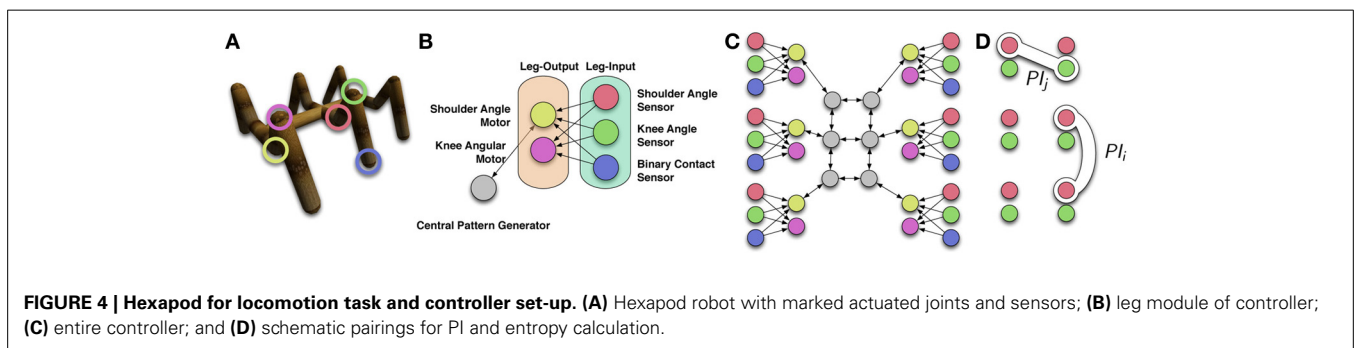 A
B
C
D
Leg-Output
Leg-Input
Shoulder Angle
Motor
Knee Angular
Motor
Shoulder Angle
Sensor
Knee Angle
Sensor
Binary Contact
Sensor
Central Pattern Generator
PIj
PIi
FIGURE 4 | Hexapod for locomotion task and controller set-up. (A) Hexapod robot with marked actuated joints and sensors; (B) leg module of controller;
(C) entire controller; and (D) schematic pairings for PI and entropy calculation.